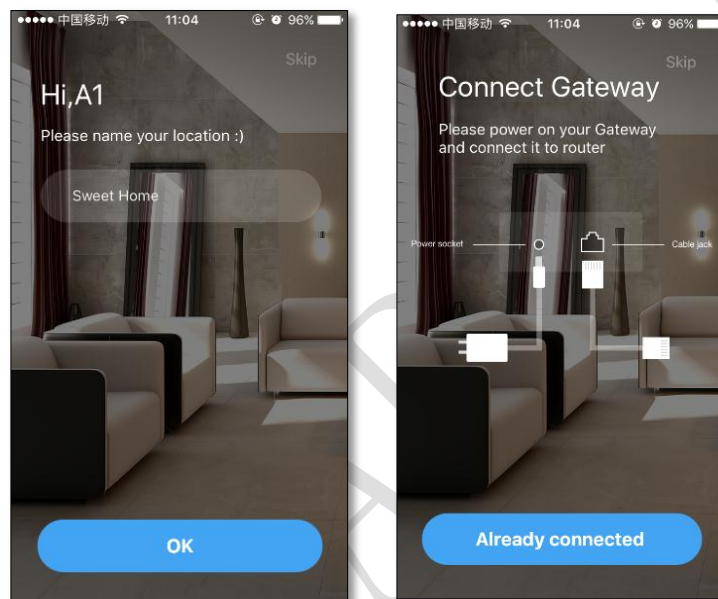 中国移动 11:04 96%
Skip
Hi,A1
Please name your location :)
Sweet Home
OK
中国移动 11:04 96%
Skip
Connect Gateway
Please power on your Gateway
and connect it to router
Power socket
Cable jack
Already connected